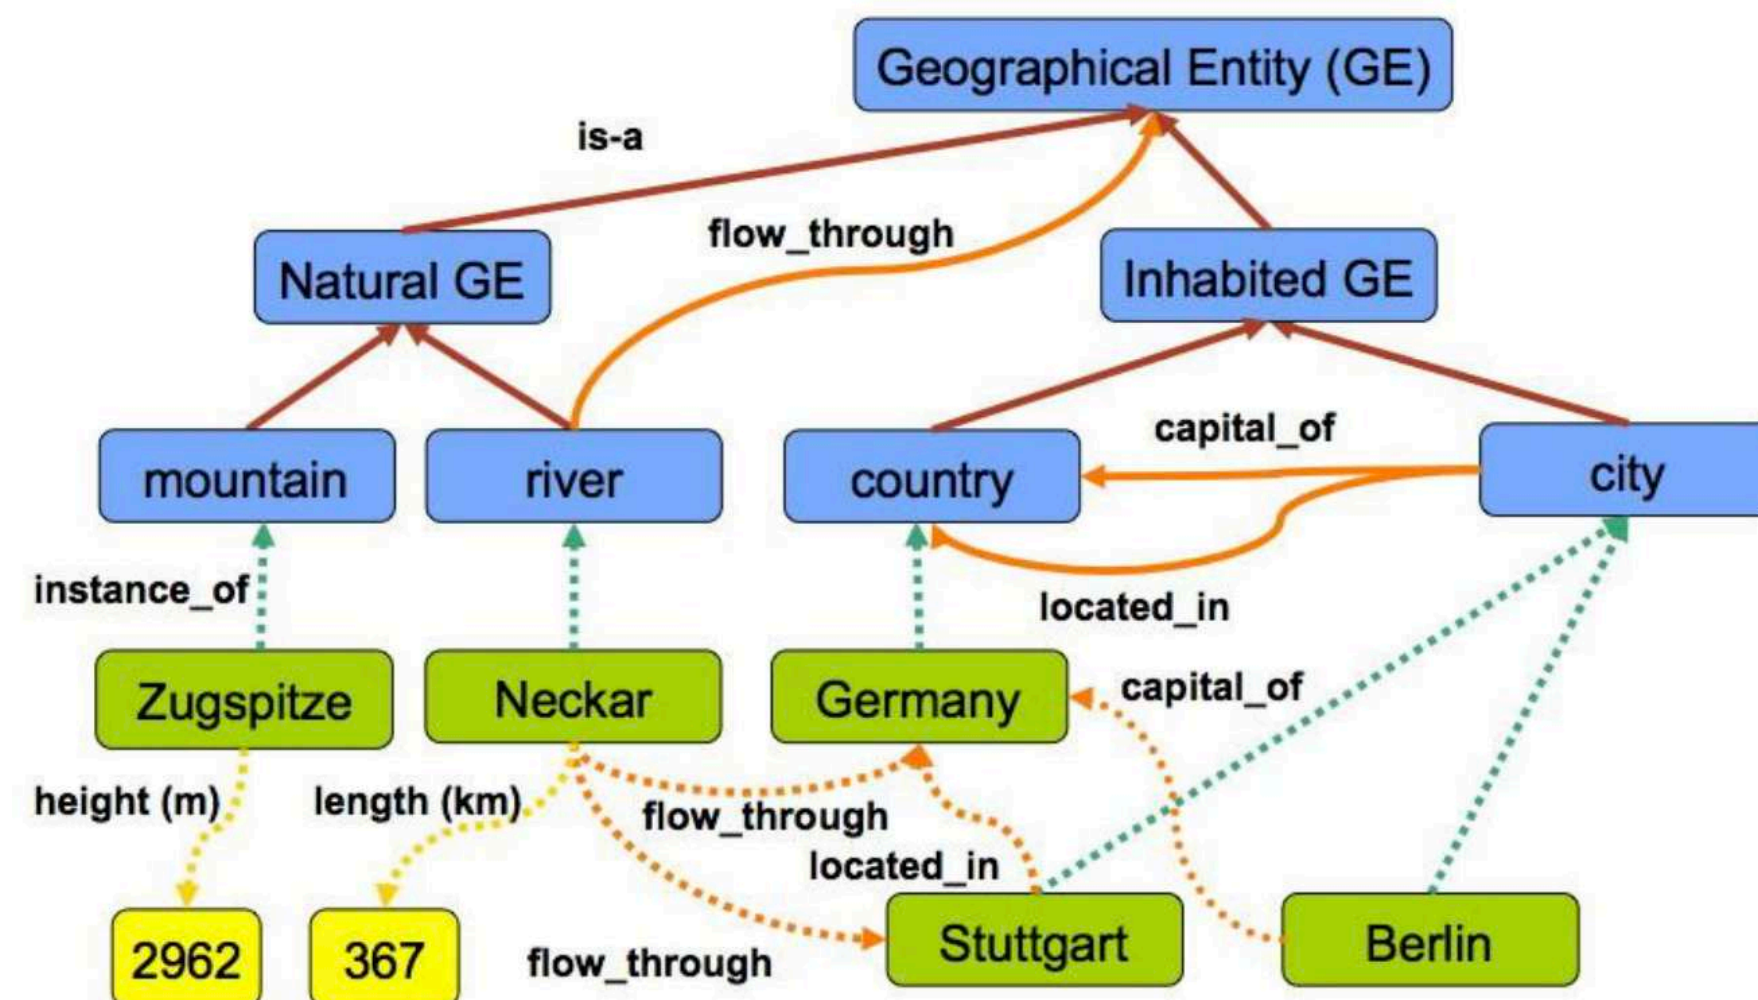 Geographical Entity (GE)
is-a
flow_through
Natural GE
Inhabited GE
capital_of
mountain
river
country
city
instance_of
located_in
Zugspitze
Neckar
Germany
capital_of
height (m)
length (km)
flow_through
located_in
2962
367
flow_through
Stuttgart
Berlin